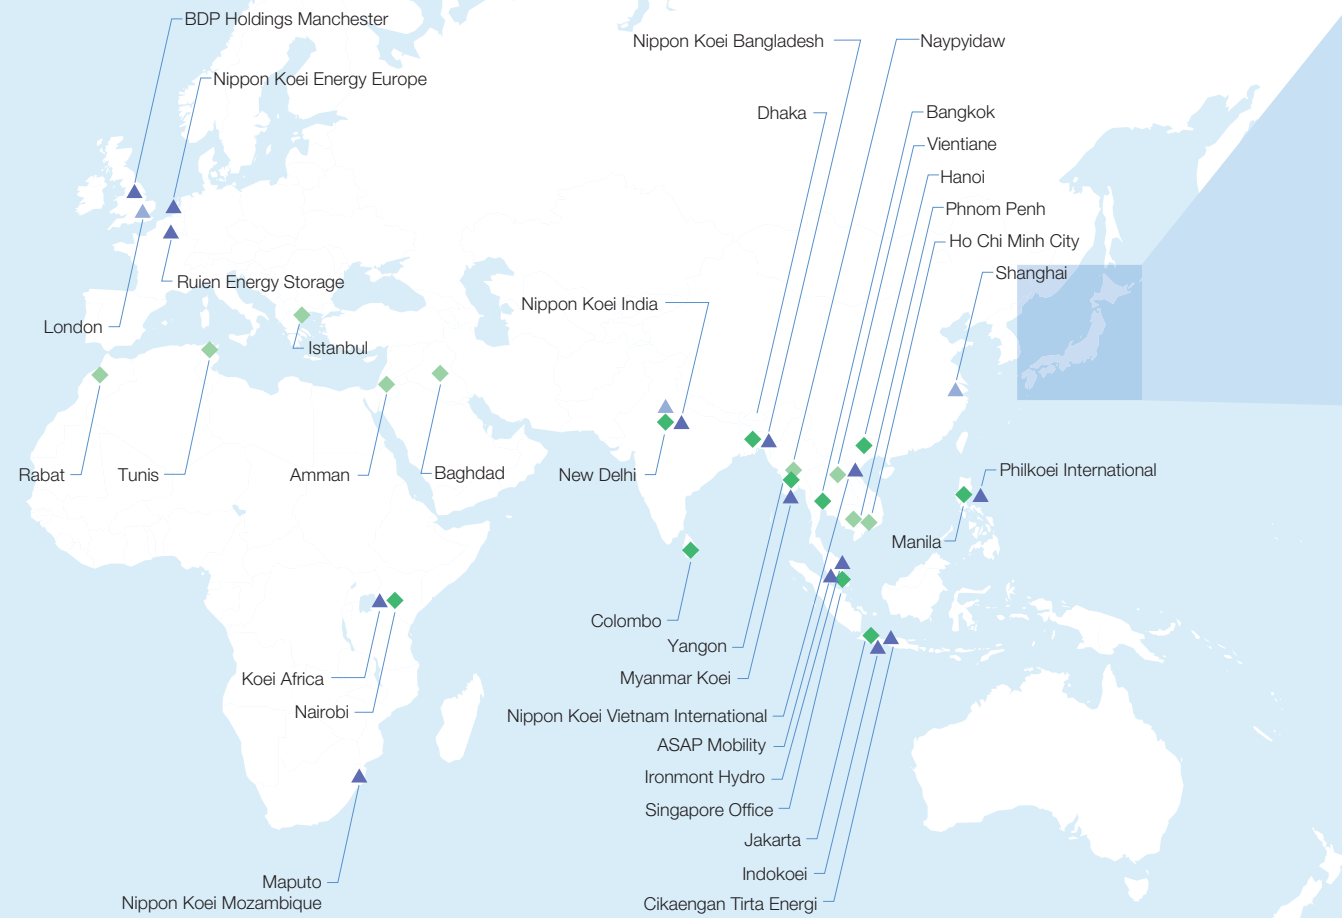 BDP Holdings Manchester
Nippon Koei Bangladesh
Naypyidaw
Nippon Koei Energy Europe
Dhaka
Bangkok
Vientiane
Hanoi
Phnom Penh
Ho Chi Minh City
Shanghai
Ruien Energy Storage
Nippon Koei India
London
Istanbul
Rabat
Tunis
Amman
Baghdad
New Delhi
Philkoei International
Manila
Colombo
Yangon
Koei Africa
Myanmar Koei
Nairobi
Nippon Koei Vietnam International
ASAP Mobility
Ironmont Hydro
Singapore Office
Jakarta
Indokoei
Maputo
Nippon Koei Mozambique
Cikaengan Tirta Energi